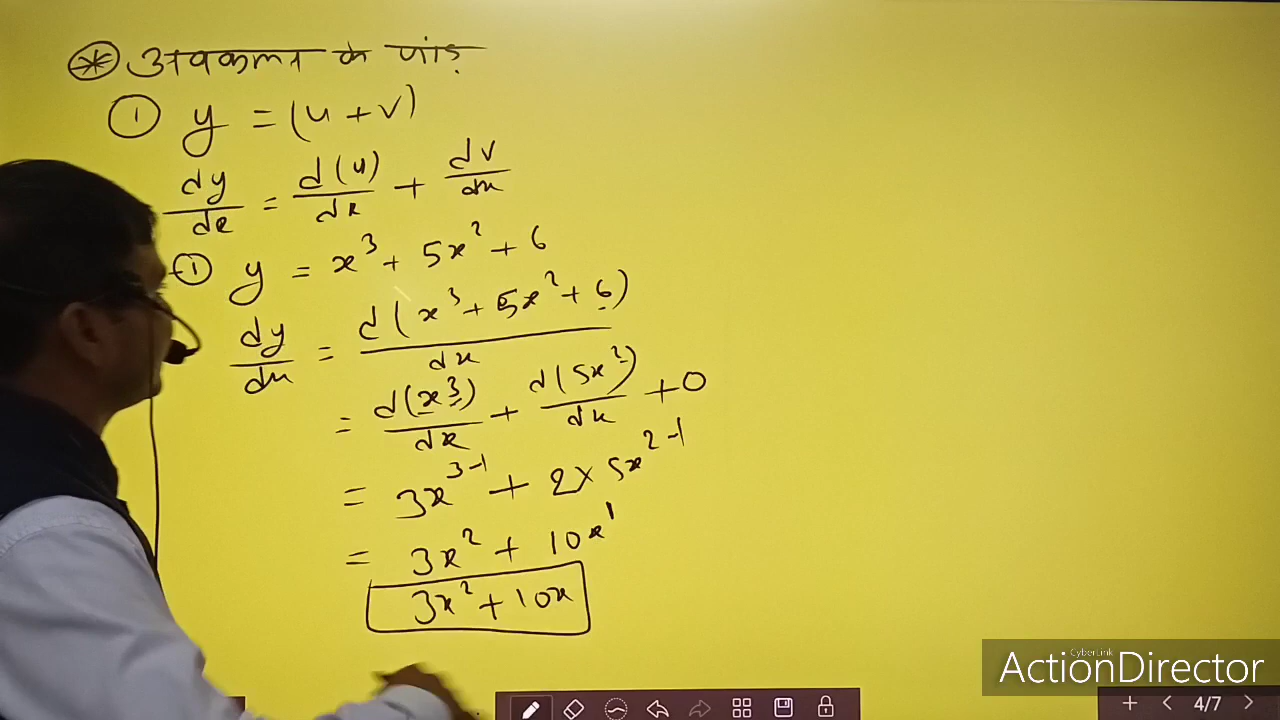 अवकलन के जोड़
① y = (u + v)
dy/dx = d(u)/dx + dv/dx
① y = x³ + 5x² + 6
dy/dx = d(x³ + 5x² + 6)/dx
= d(x³)/dx + d(5x²)/dx + 0
= 3x³⁻¹ + 2 × 5x²⁻¹
= 3x² + 10x¹
3x² + 10x
CyberLink
ActionDirector
4/7